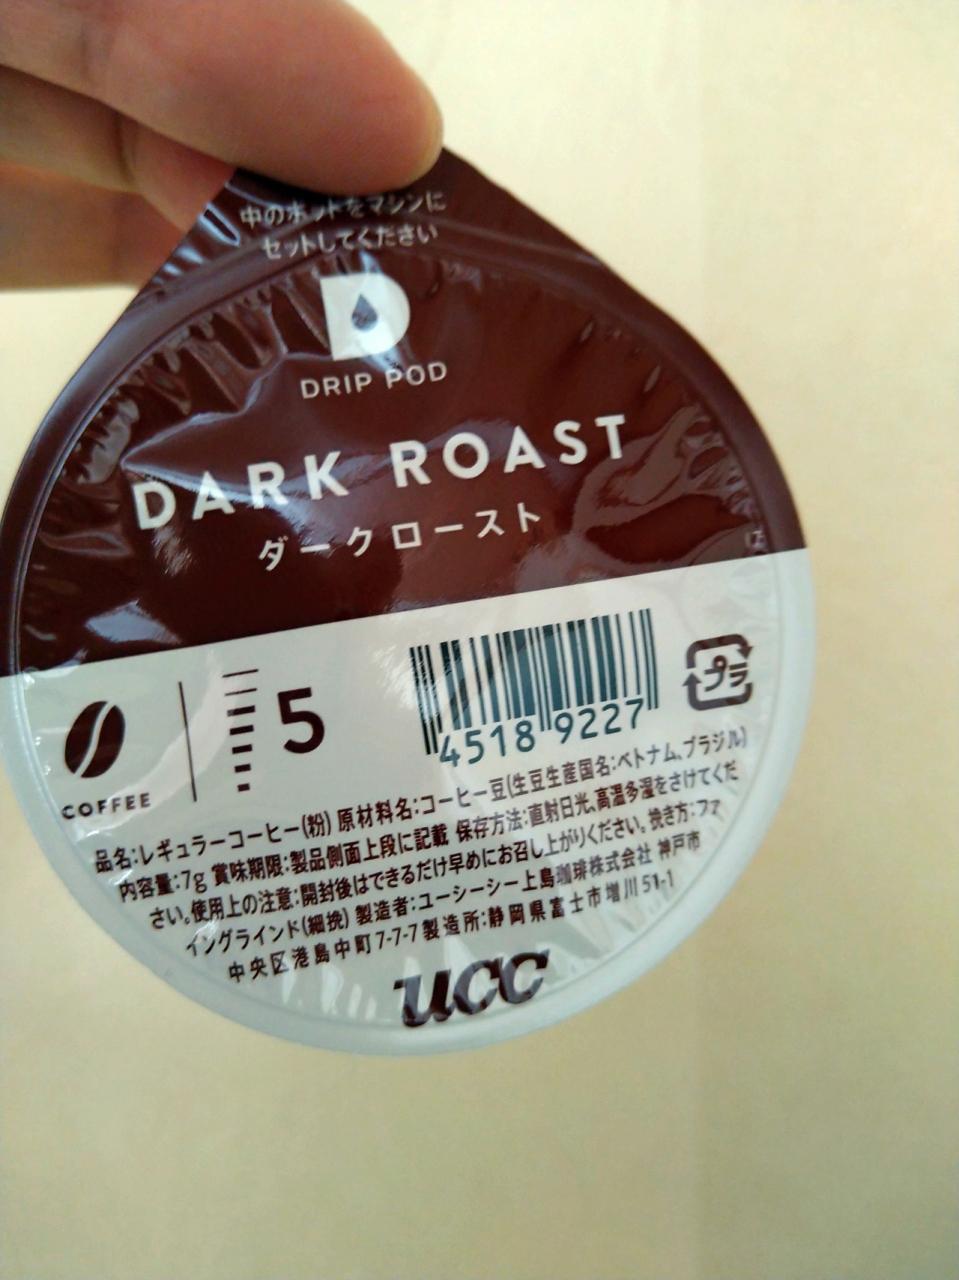 中のポットをマシンに
セットしてください
D
DRIP POD
DARK ROAST
ダークロースト
COFFEE
5
4518 9227
プラ
品名:レギュラーコーヒー(粉) 原材料名:コーヒー豆(生豆生産国名:ベトナム、ブラジル)
内容量:7g 賞味期限:製品側面上段に記載 保存方法:直射日光、高温多湿をさけてくだ
さい。使用上の注意:開封後はできるだけ早めにお召し上がりください。挽き方:ファ
イングラインド(細挽) 製造者:ユーシーシー上島珈琲株式会社 神戸市
中央区港島中町7-7-7 製造所:静岡県富士市増川51-1
UCC